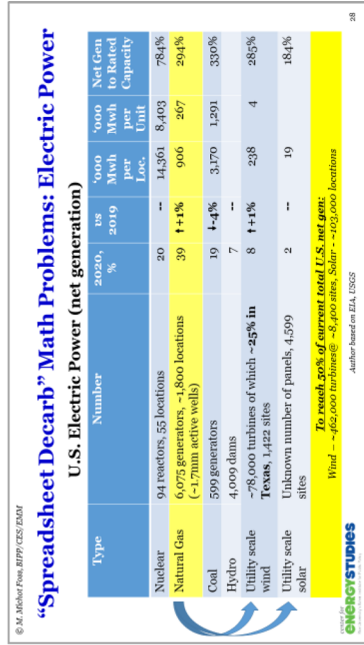 © M. Michot Foss, BIPP/CES/EMM
“Spreadsheet Decarb” Math Problems: Electric Power
U.S. Electric Power (net generation)
Type Number 2020, % vs 2019 ‘000 Mwh per Loc. ‘000 Mwh per Unit Net Gen to Rated Capacity
Nuclear 94 reactors, 55 locations 20 -- 14,361 8,403 784%
Natural Gas 6,075 generators, ~1,800 locations (~1.7mm active wells) 39 ↑+1% 906 267 294%
Coal 599 generators 19 ↓-4% 3,170 1,291 330%
Hydro 4,009 dams 7 --
Utility scale wind ~78,000 turbines of which ~25% in Texas, 1,422 sites 8 ↑+1% 238 4 285%
Utility scale solar Unknown number of panels, 4,599 sites 2 -- 19 184%
To reach 50% of current total U.S. net gen:
Wind – ~462,000 turbines@ ~8,400 sites, Solar - ~103,000 locations
Author based on EIA, USGS
center for
ENERGYSTUDIES
28